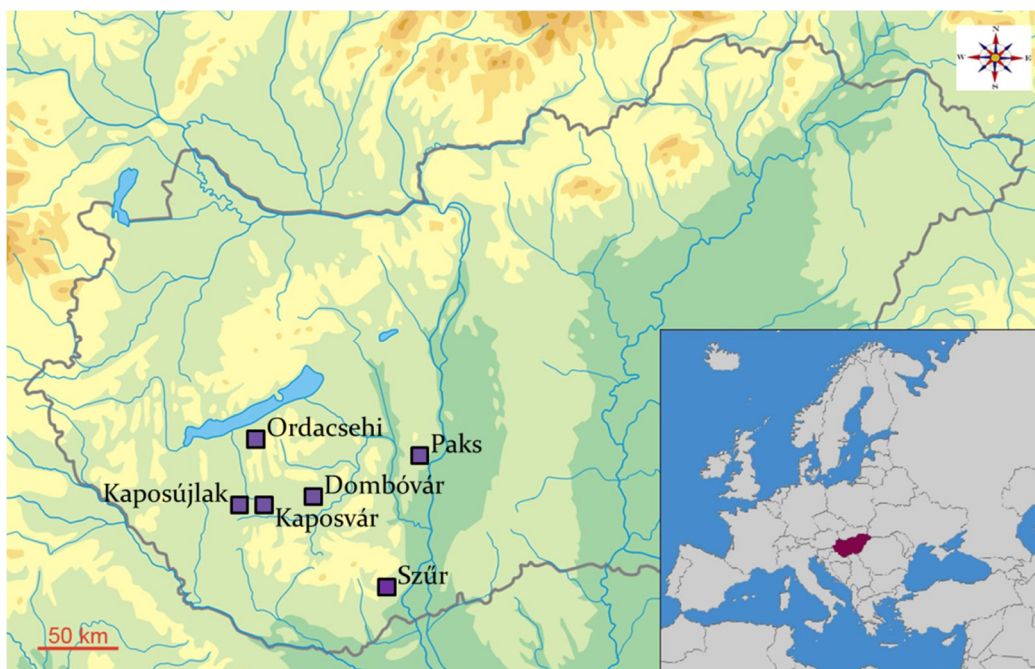 N
W E
S
Ordacsehi
Paks
Dombóvár
Kaposújlak
Kaposvár
Szűr
50 km